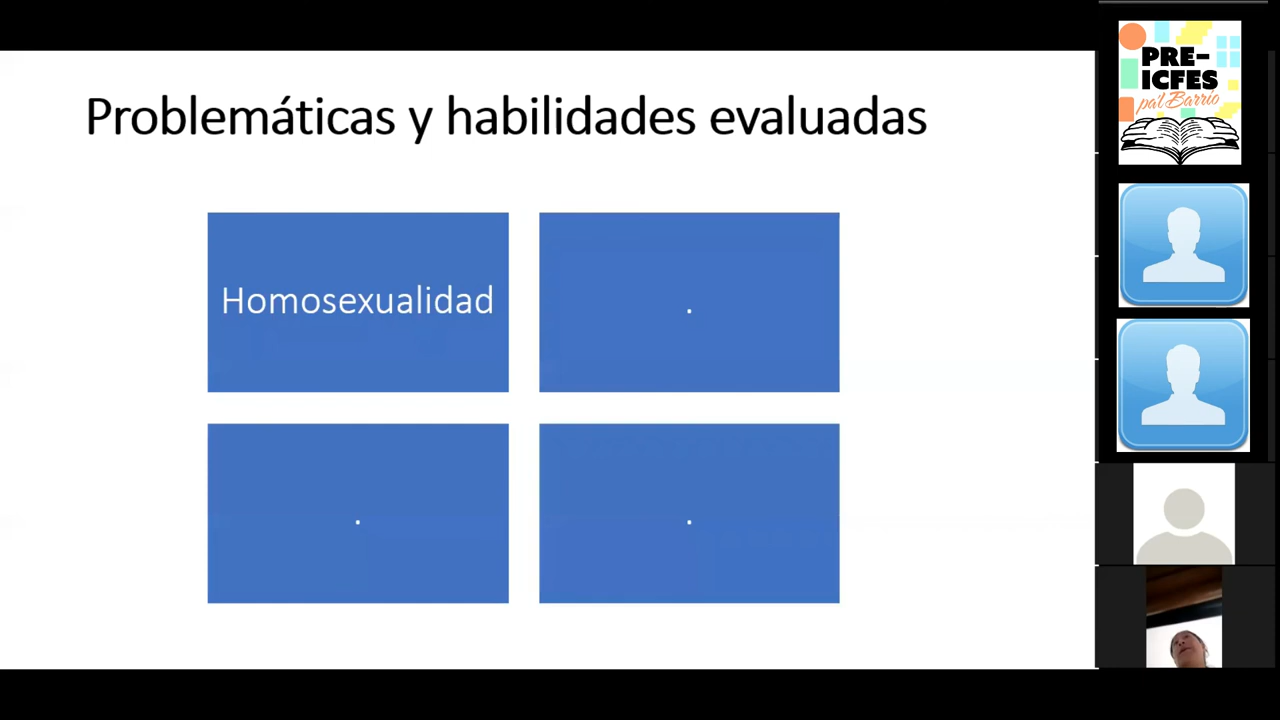 Problemáticas y habilidades evaluadas
Homosexualidad
.
.
.
PRE-
ICFES
pal' Barrio